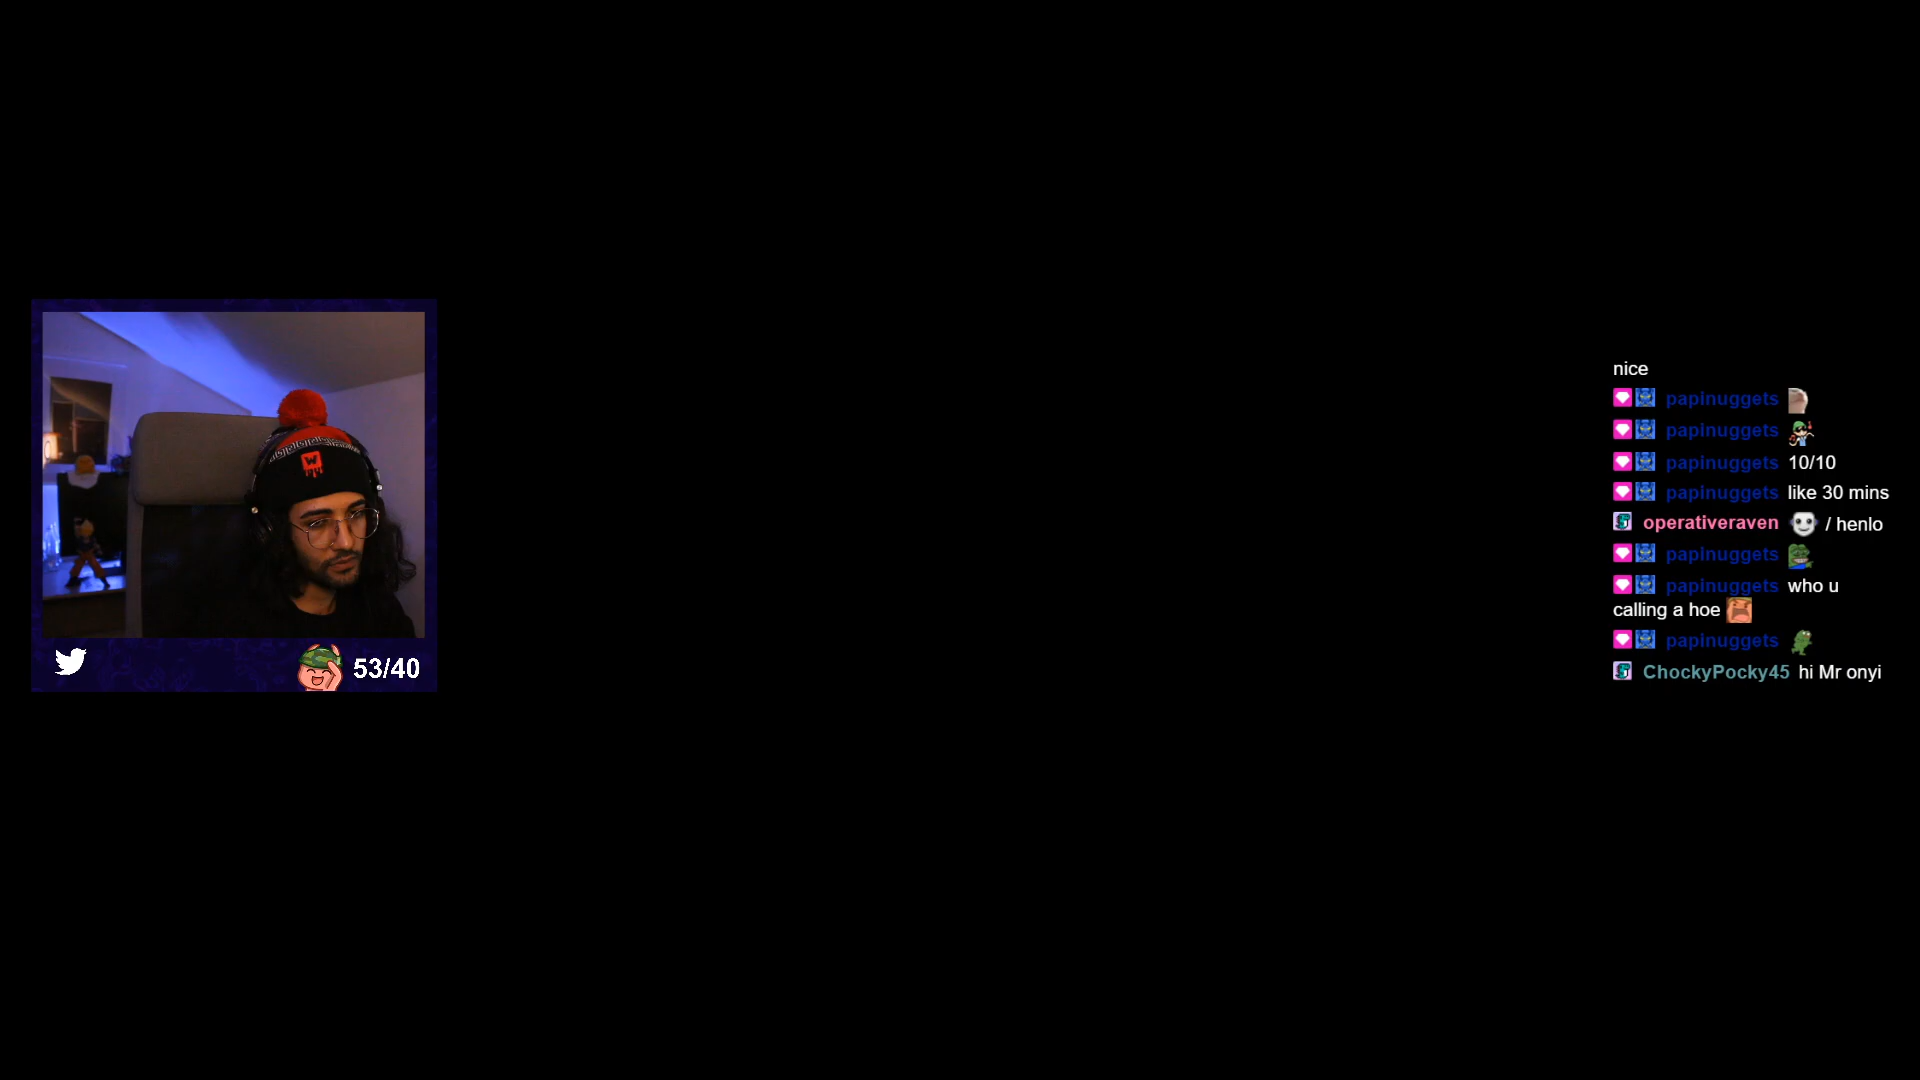 nice
papinuggets
papinuggets
papinuggets 10/10
papinuggets like 30 mins
operativeraven / henlo
papinuggets
papinuggets who u
calling a hoe
papinuggets
ChockyPocky45 hi Mr onyi
W
53/40